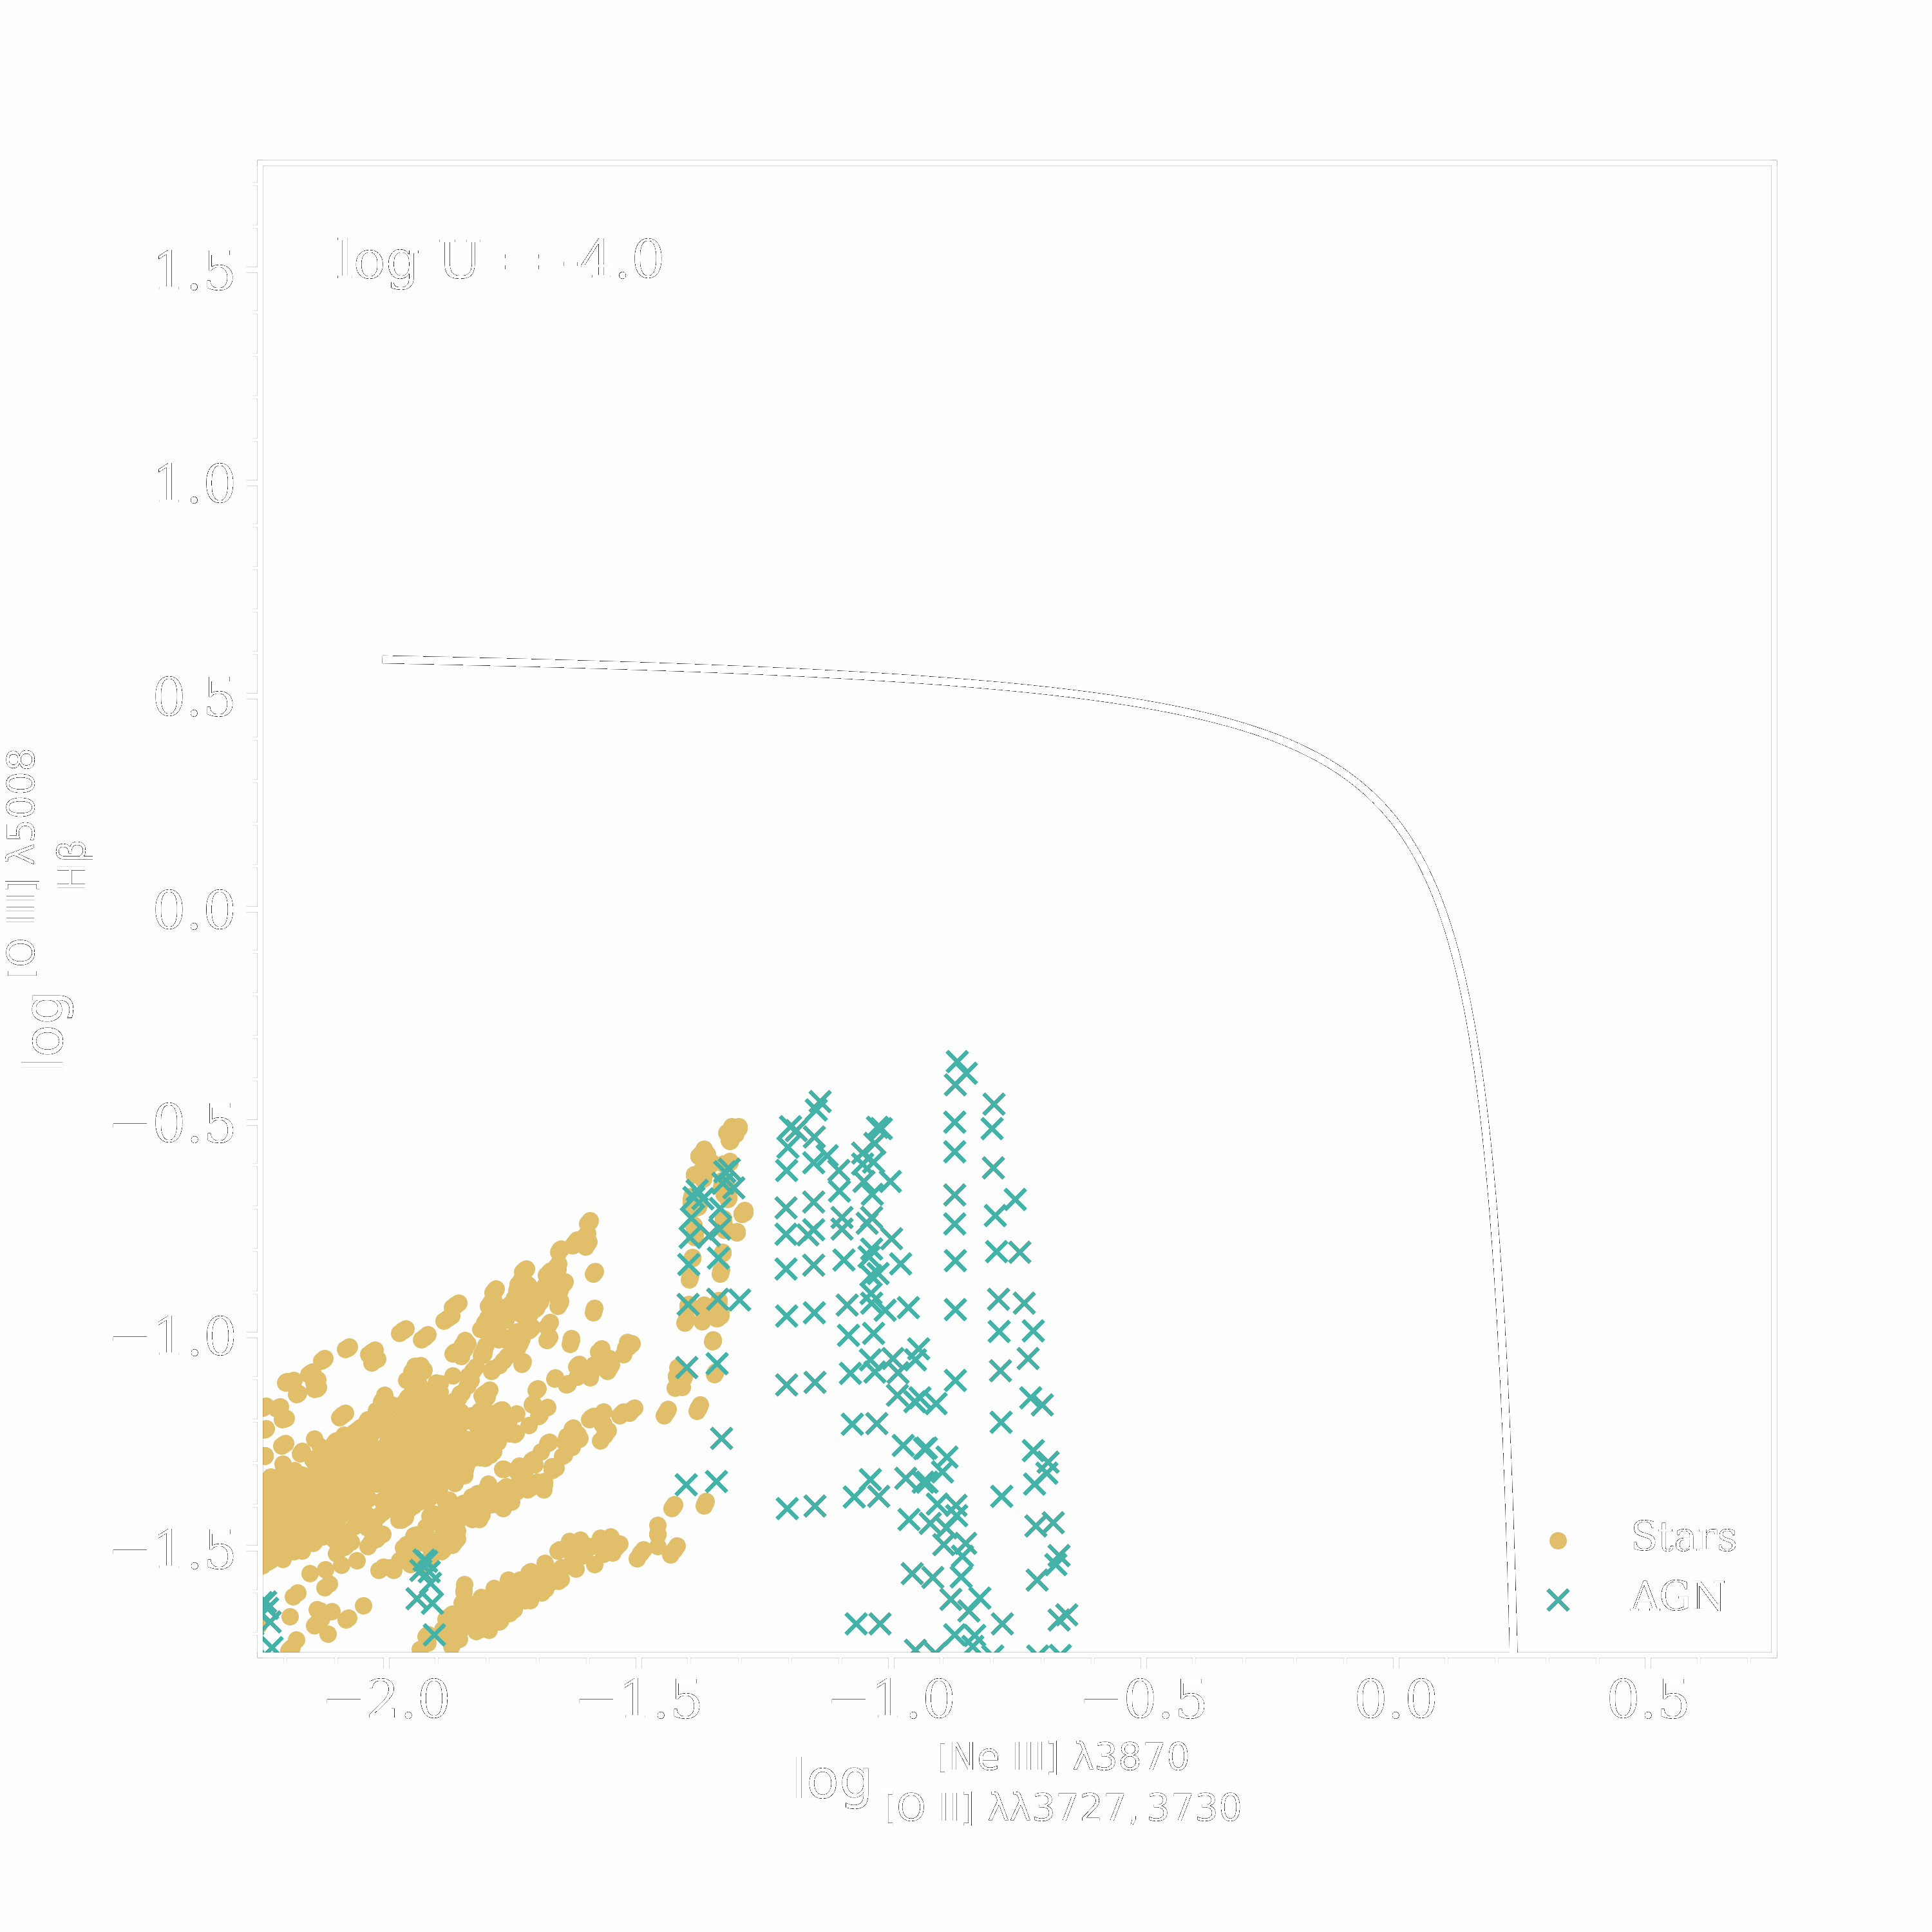 log U = -4.0
1.5
1.0
0.5
0.0
−0.5
−1.0
−1.5
log [O III] λ5008
Hβ
Stars
AGN
−2.0 −1.5 −1.0 −0.5 0.0 0.5
log [Ne III] λ3870
[O II] λλ3727, 3730